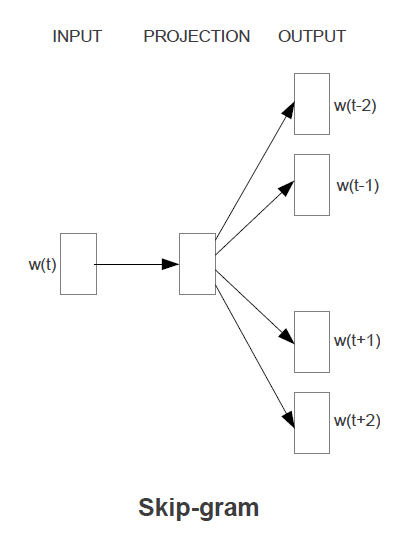 INPUT PROJECTION OUTPUT
w(t-2)
w(t-1)
w(t)
w(t+1)
w(t+2)
Skip-gram